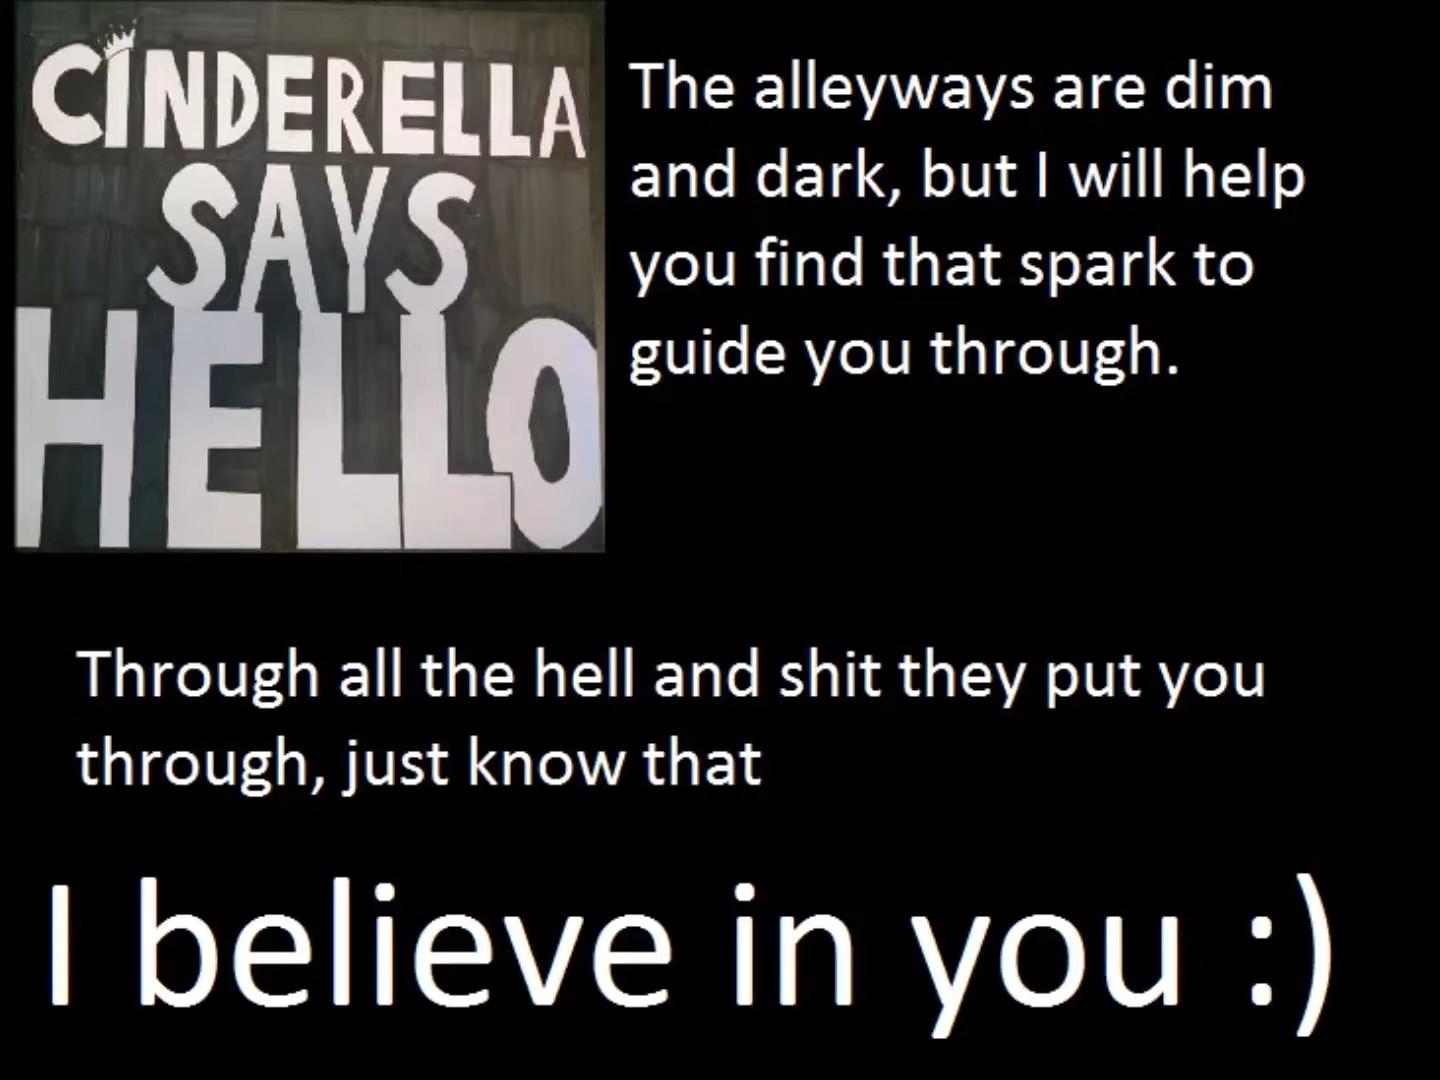 CINDERELLA
SAYS
HELLO
The alleyways are dim
and dark, but I will help
you find that spark to
guide you through.
Through all the hell and shit they put you
through, just know that
I believe in you :)